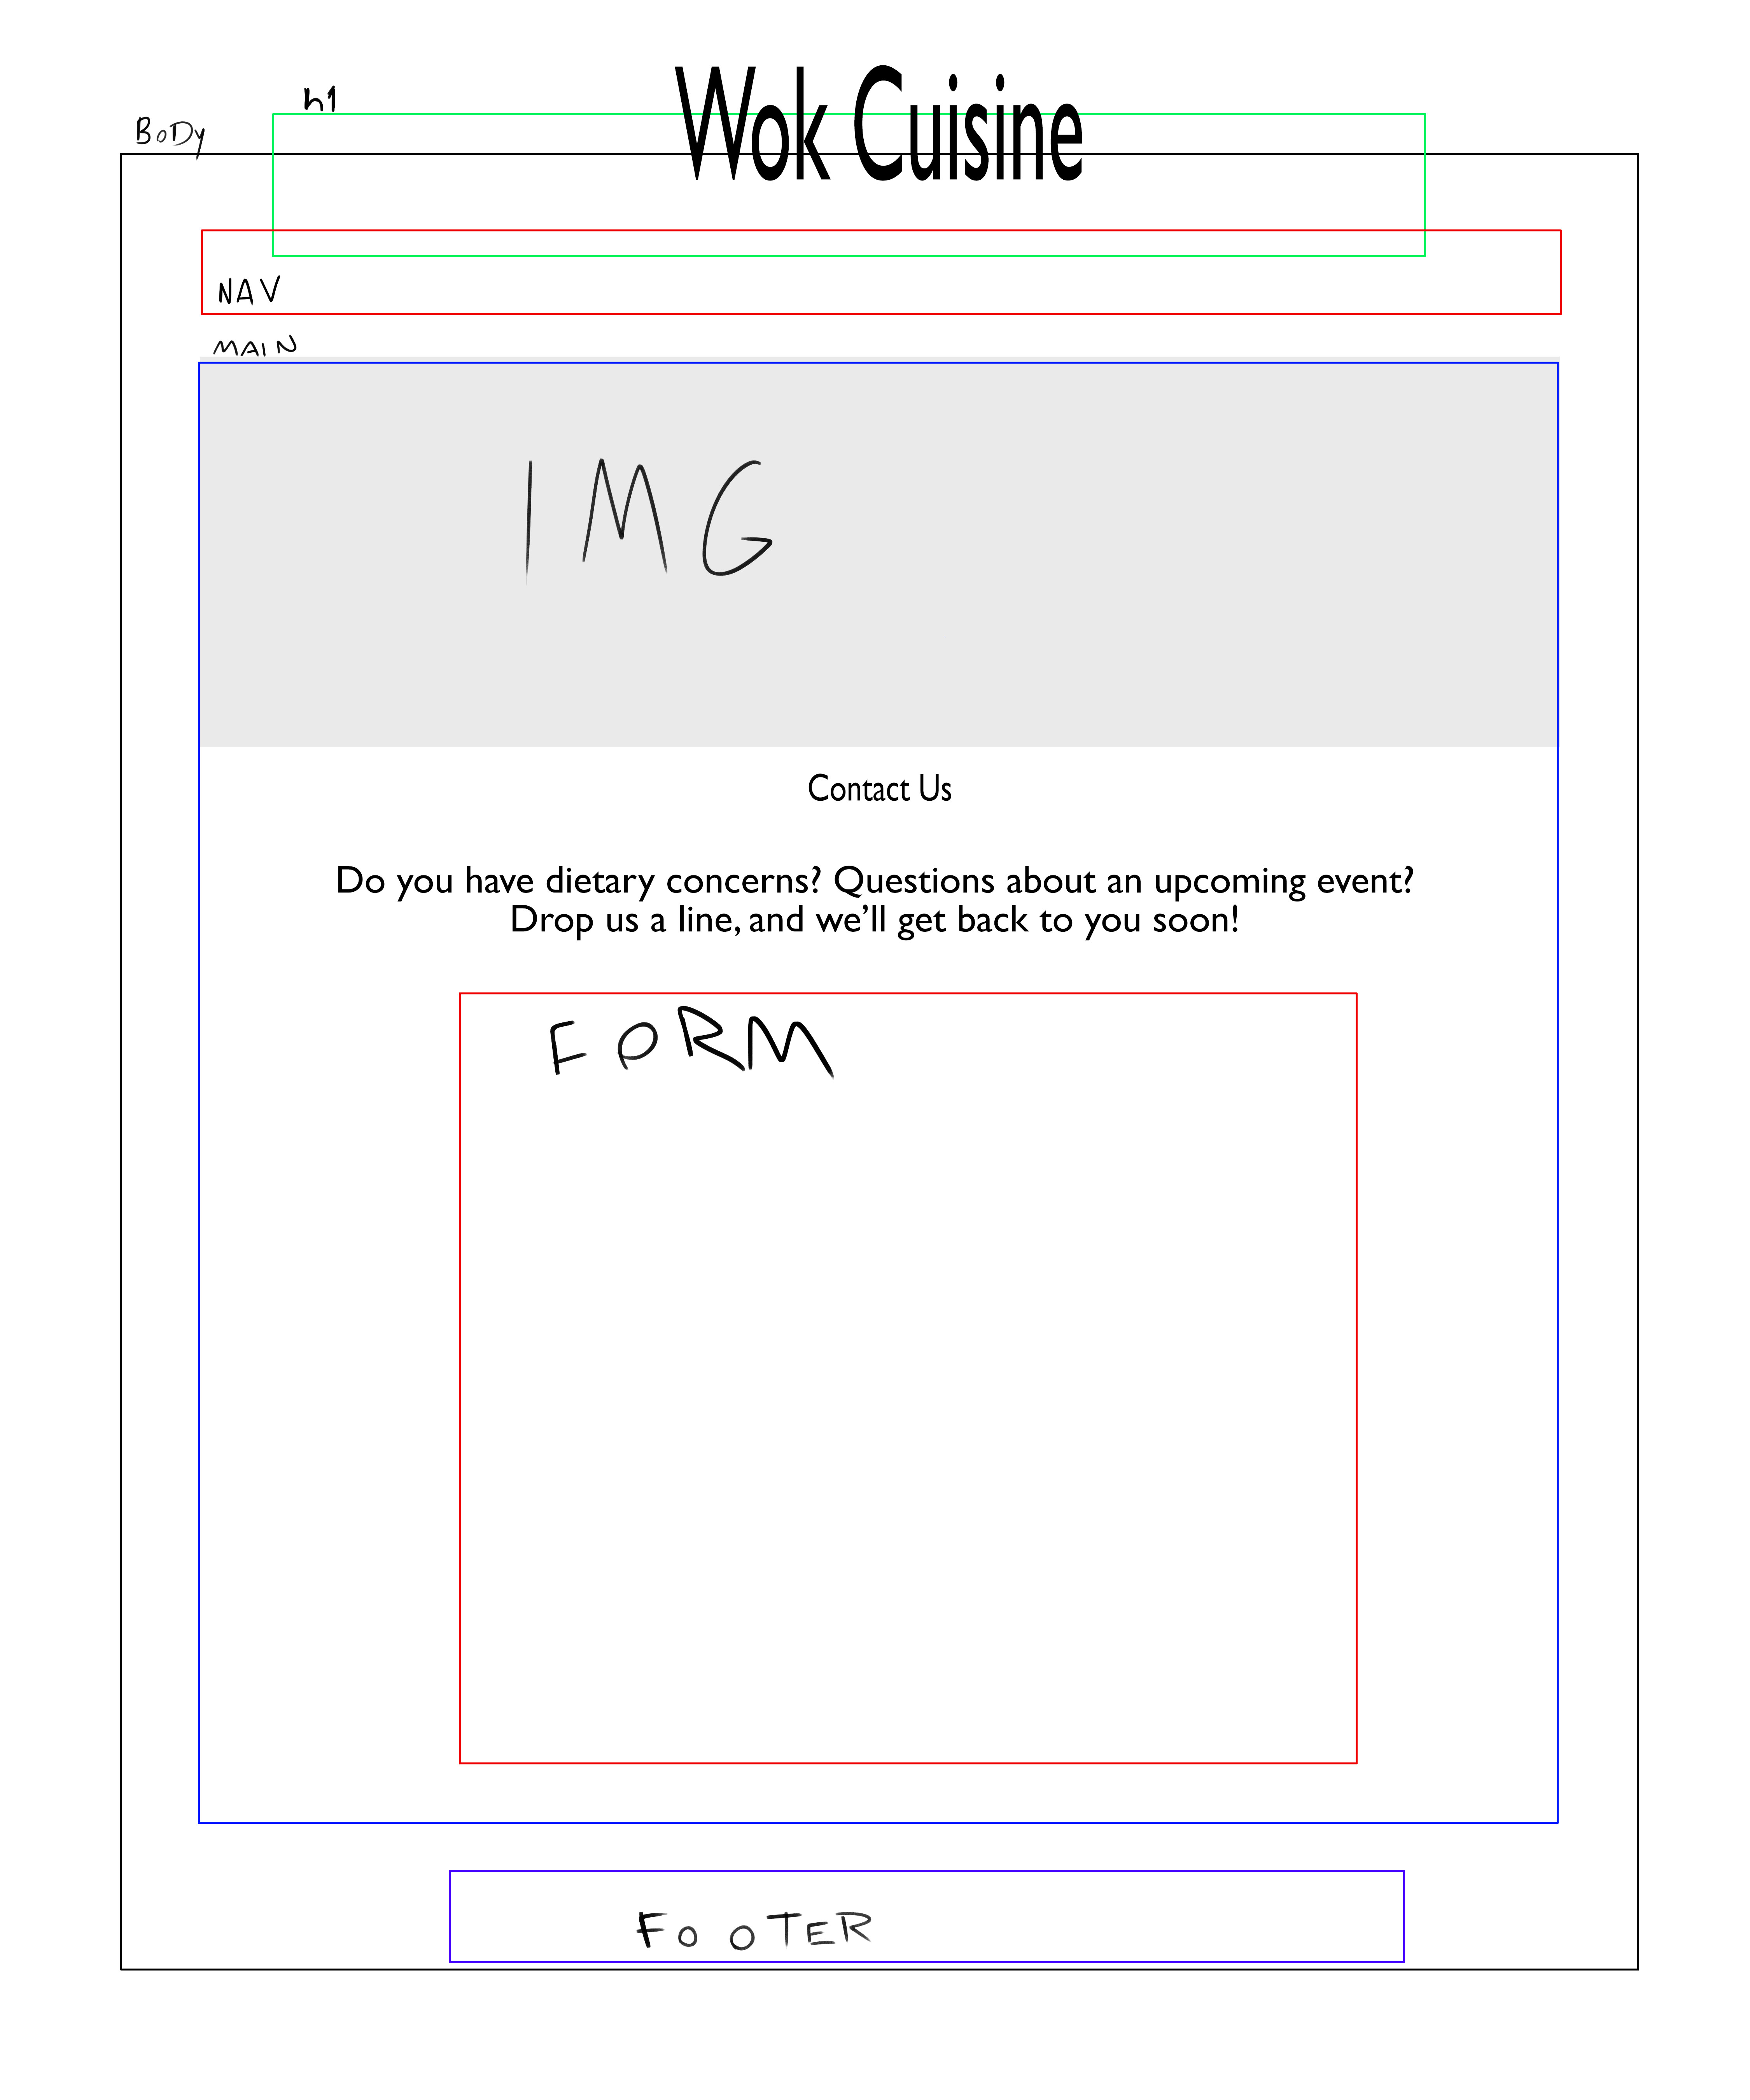 Wok Cuisine
h1
BODy
NAV
MAIN
IMG
Contact Us
Do you have dietary concerns? Questions about an upcoming event?
Drop us a line, and we’ll get back to you soon!
FORM
FOOTER